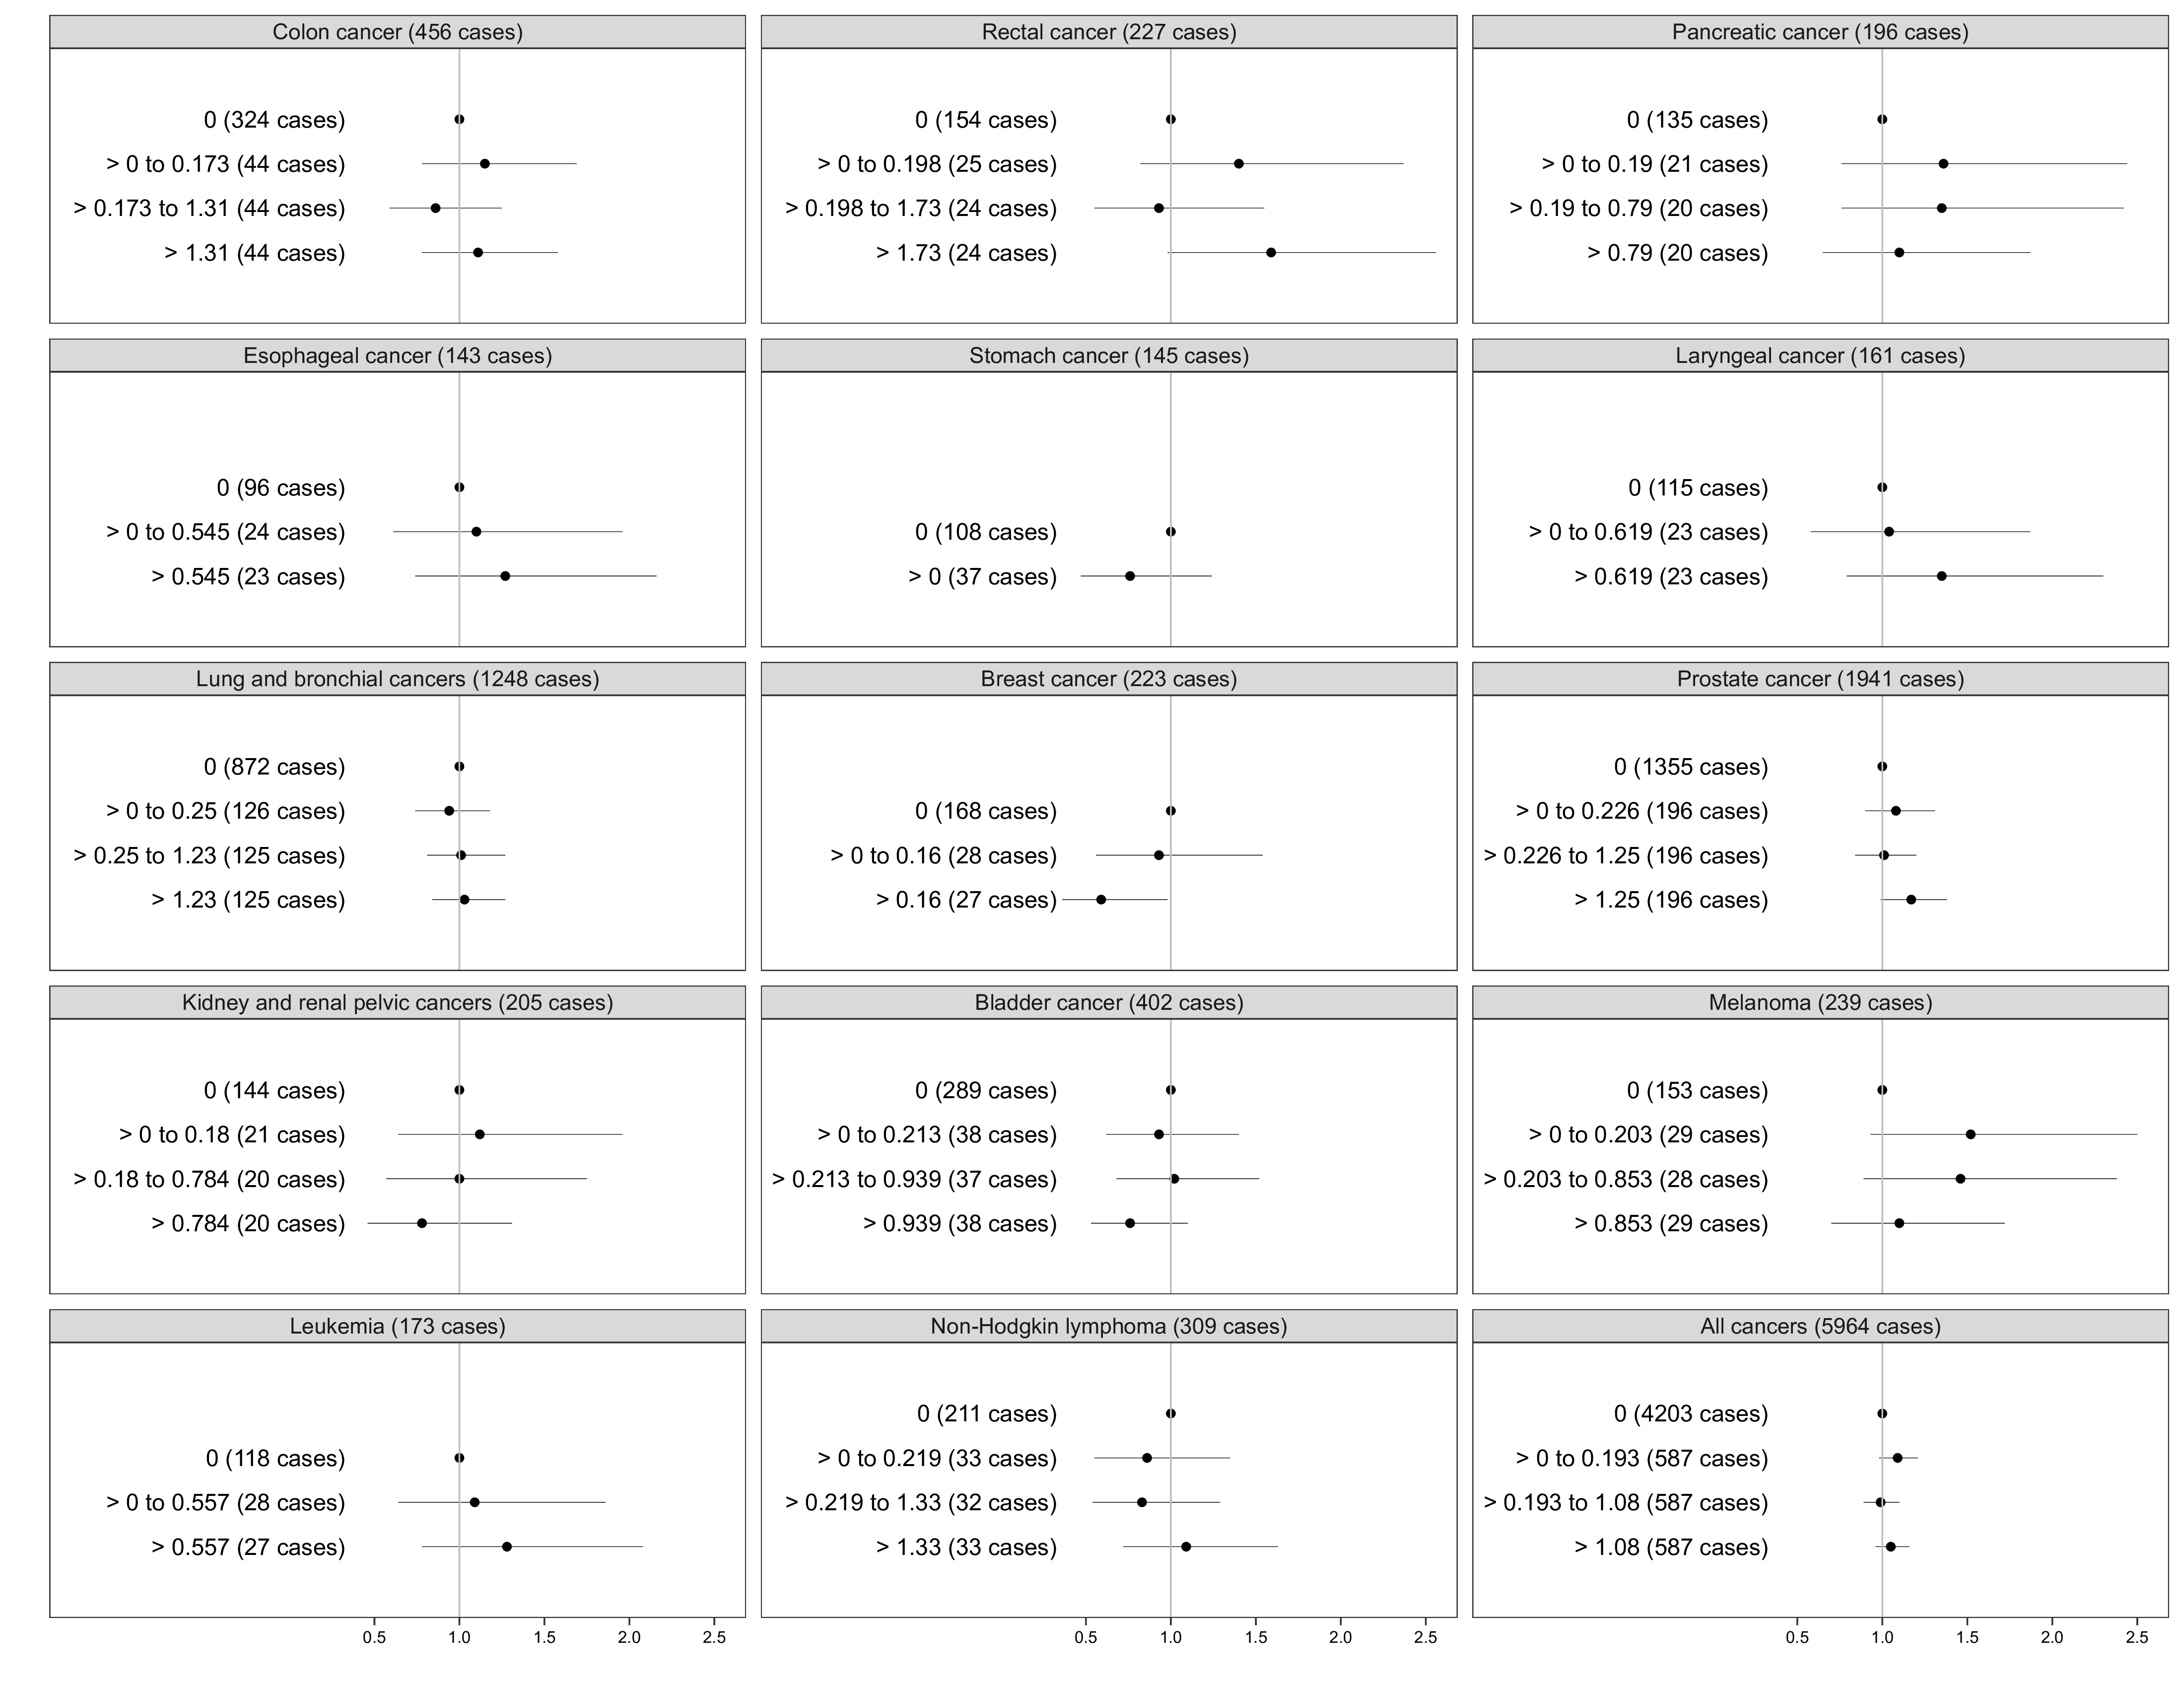 Colon cancer (456 cases)
0 (324 cases)
> 0 to 0.173 (44 cases)
> 0.173 to 1.31 (44 cases)
> 1.31 (44 cases)
Rectal cancer (227 cases)
0 (154 cases)
> 0 to 0.198 (25 cases)
> 0.198 to 1.73 (24 cases)
> 1.73 (24 cases)
Pancreatic cancer (196 cases)
0 (135 cases)
> 0 to 0.19 (21 cases)
> 0.19 to 0.79 (20 cases)
> 0.79 (20 cases)
Esophageal cancer (143 cases)
0 (96 cases)
> 0 to 0.545 (24 cases)
> 0.545 (23 cases)
Stomach cancer (145 cases)
0 (108 cases)
> 0 (37 cases)
Laryngeal cancer (161 cases)
0 (115 cases)
> 0 to 0.619 (23 cases)
> 0.619 (23 cases)
Lung and bronchial cancers (1248 cases)
0 (872 cases)
> 0 to 0.25 (126 cases)
> 0.25 to 1.23 (125 cases)
> 1.23 (125 cases)
Breast cancer (223 cases)
0 (168 cases)
> 0 to 0.16 (28 cases)
> 0.16 (27 cases)
Prostate cancer (1941 cases)
0 (1355 cases)
> 0 to 0.226 (196 cases)
> 0.226 to 1.25 (196 cases)
> 1.25 (196 cases)
Kidney and renal pelvic cancers (205 cases)
0 (144 cases)
> 0 to 0.18 (21 cases)
> 0.18 to 0.784 (20 cases)
> 0.784 (20 cases)
Bladder cancer (402 cases)
0 (289 cases)
> 0 to 0.213 (38 cases)
> 0.213 to 0.939 (37 cases)
> 0.939 (38 cases)
Melanoma (239 cases)
0 (153 cases)
> 0 to 0.203 (29 cases)
> 0.203 to 0.853 (28 cases)
> 0.853 (29 cases)
Leukemia (173 cases)
0 (118 cases)
> 0 to 0.557 (28 cases)
> 0.557 (27 cases)
Non-Hodgkin lymphoma (309 cases)
0 (211 cases)
> 0 to 0.219 (33 cases)
> 0.219 to 1.33 (32 cases)
> 1.33 (33 cases)
All cancers (5964 cases)
0 (4203 cases)
> 0 to 0.193 (587 cases)
> 0.193 to 1.08 (587 cases)
> 1.08 (587 cases)
0.5 1.0 1.5 2.0 2.5
0.5 1.0 1.5 2.0 2.5
0.5 1.0 1.5 2.0 2.5